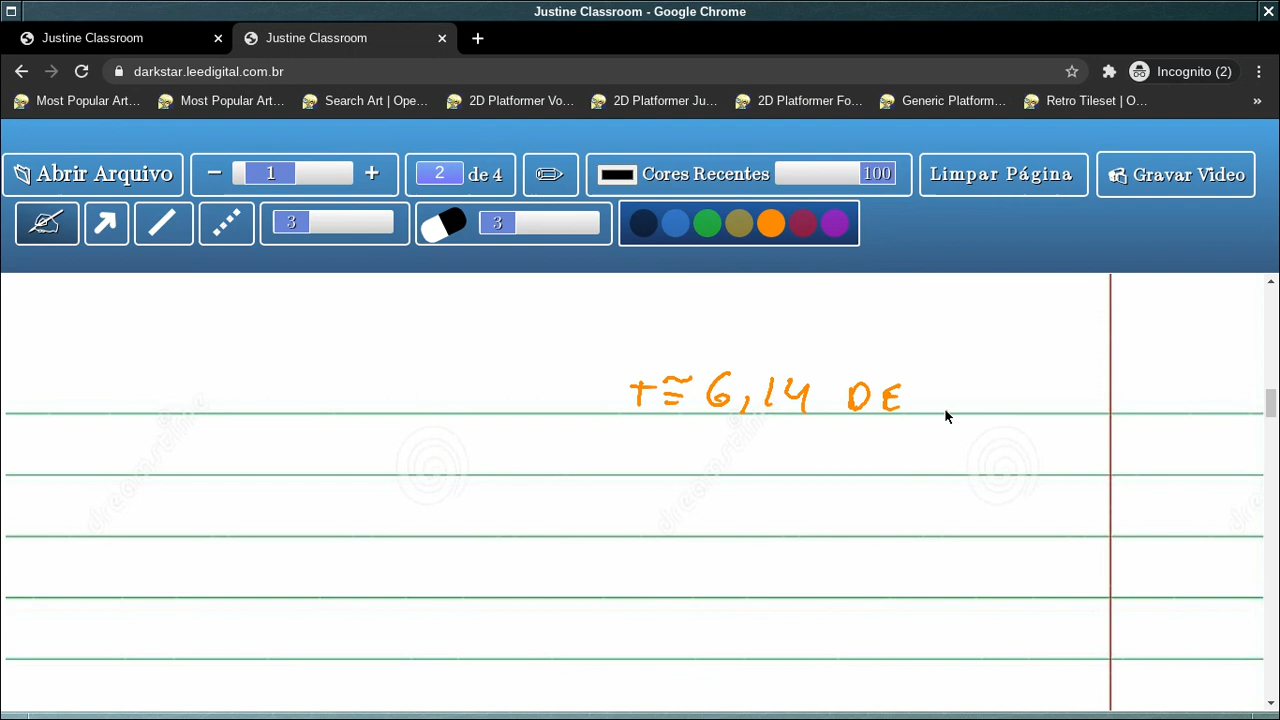 Justine Classroom - Google Chrome
Justine Classroom
Justine Classroom
darkstar.leedigital.com.br
Incognito (2)
Most Popular Art…
Most Popular Art…
Search Art | Ope…
2D Platformer Vo…
2D Platformer Ju…
2D Platformer Fo…
Generic Platform…
Retro Tileset | O…
»
Abrir Arquivo
− 1 +
2 de 4
Cores Recentes
100
Limpar Página
Gravar Video
3
3
t≅ 6,14 DE
dreamstime
dreamstime